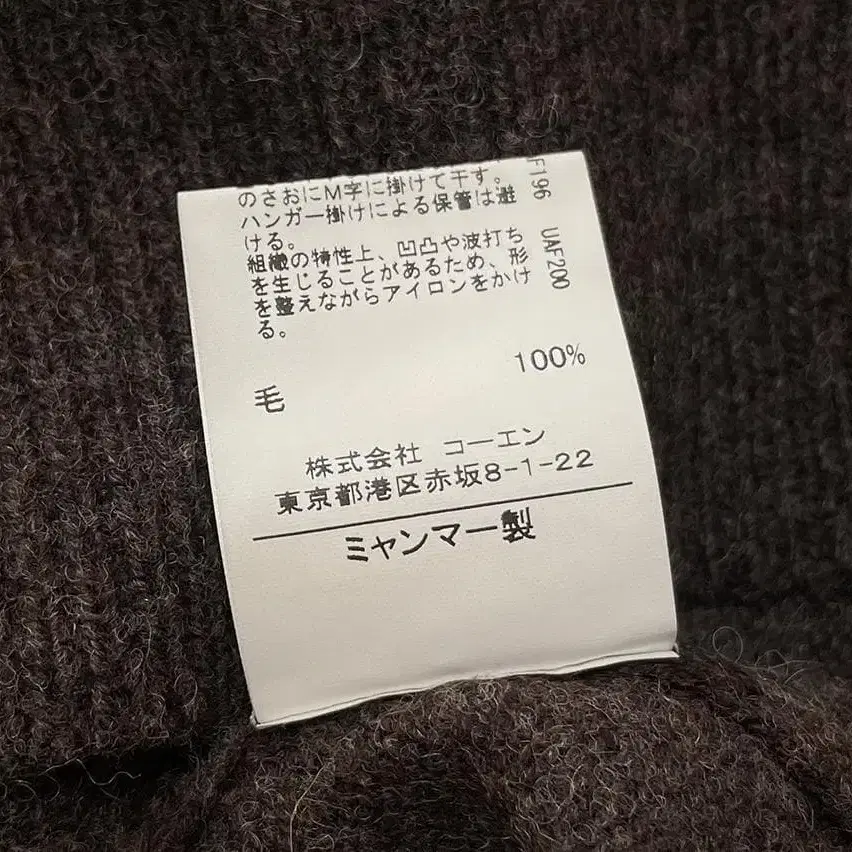 のさおにM字に掛けて干す。
ハンガー掛けによる保管は避
ける。
組織の特性上、凹凸や波打ち
を生じることがあるため、形
を整えながらアイロンをかけ
る。
F196 UAF200
毛 100%
株式会社 コーエン
東京都港区赤坂8-1-22
ミャンマー製